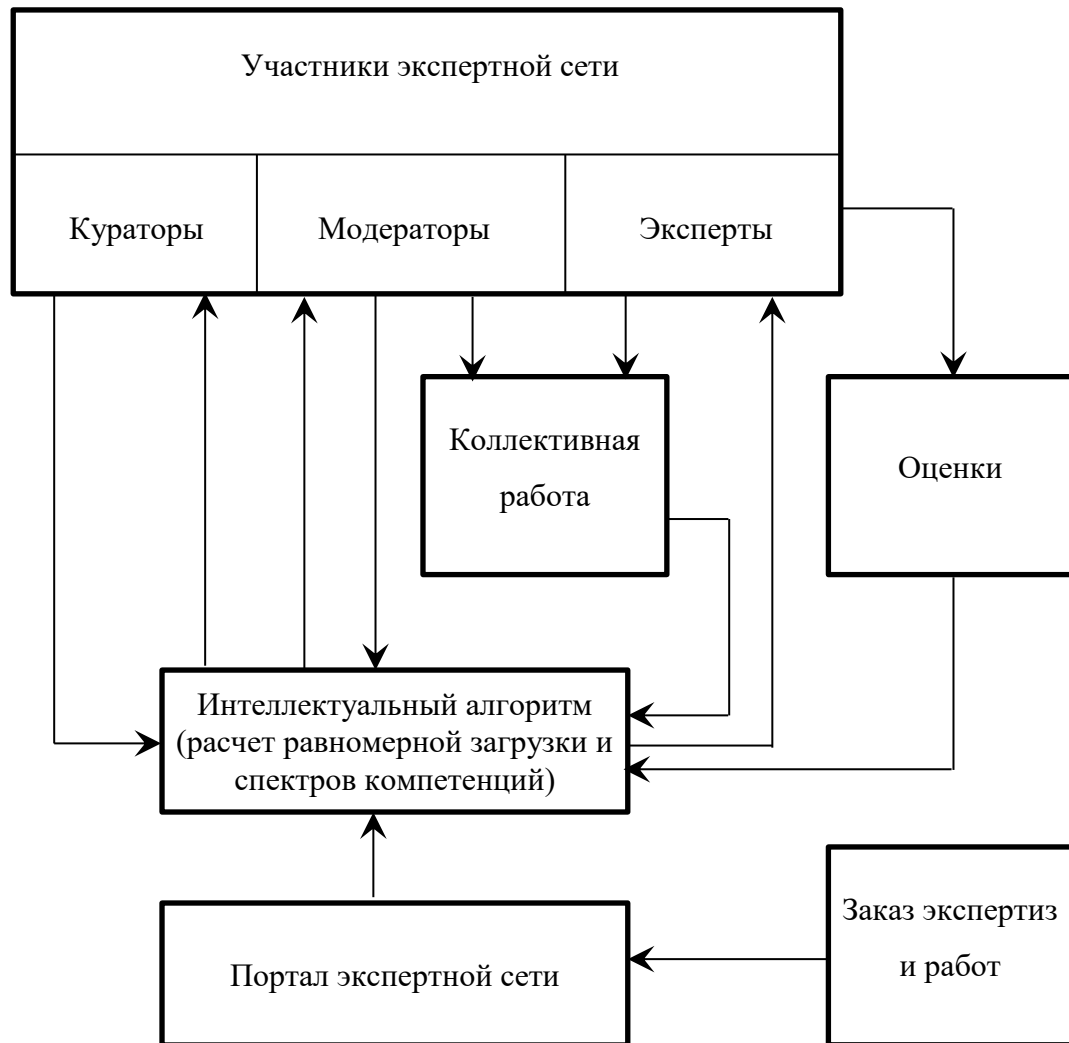 Участники экспертной сети
Кураторы
Модераторы
Эксперты
Коллективная
работа
Оценки
Интеллектуальный алгоритм
(расчет равномерной загрузки и
спектров компетенций)
Заказ экспертиз
и работ
Портал экспертной сети